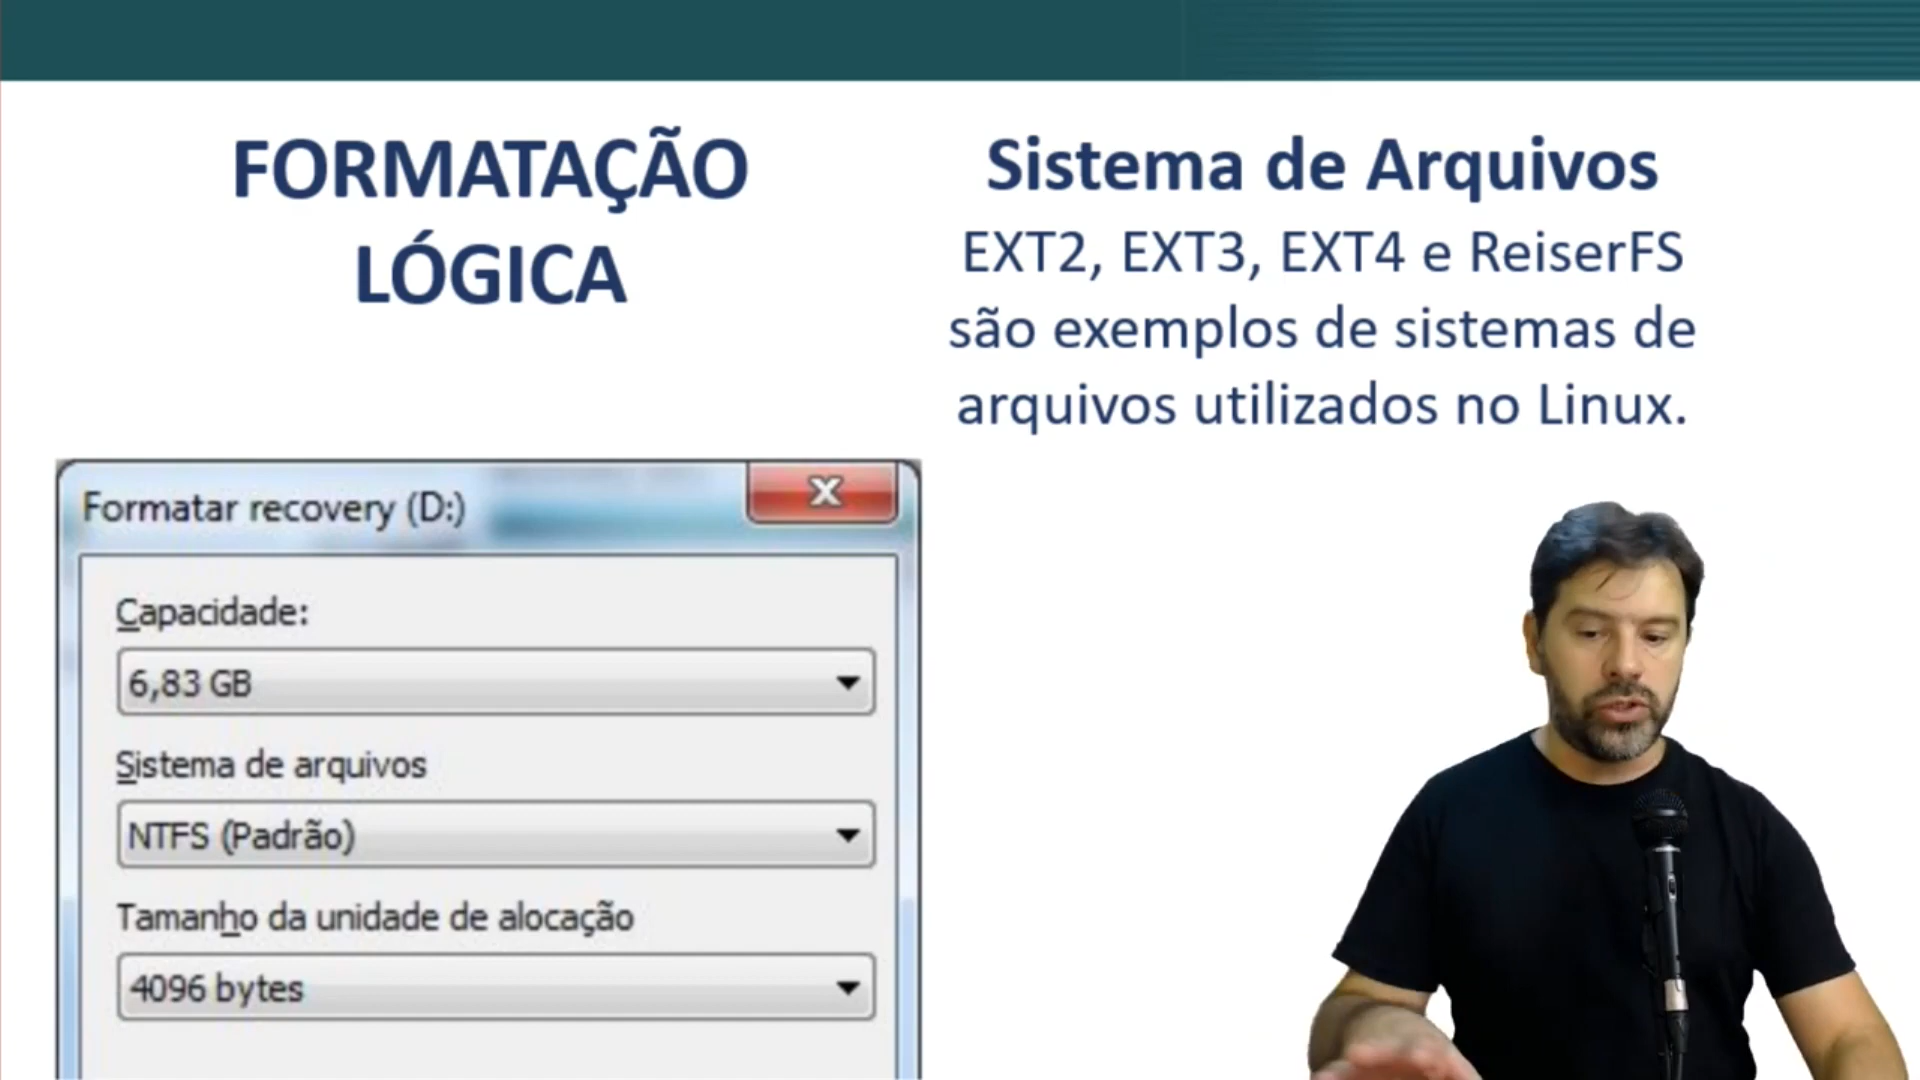 FORMATAÇÃO
LÓGICA
Sistema de Arquivos
EXT2, EXT3, EXT4 e ReiserFS
são exemplos de sistemas de
arquivos utilizados no Linux.
Formatar recovery (D:)
Capacidade:
6,83 GB
Sistema de arquivos
NTFS (Padrão)
Tamanho da unidade de alocação
4096 bytes